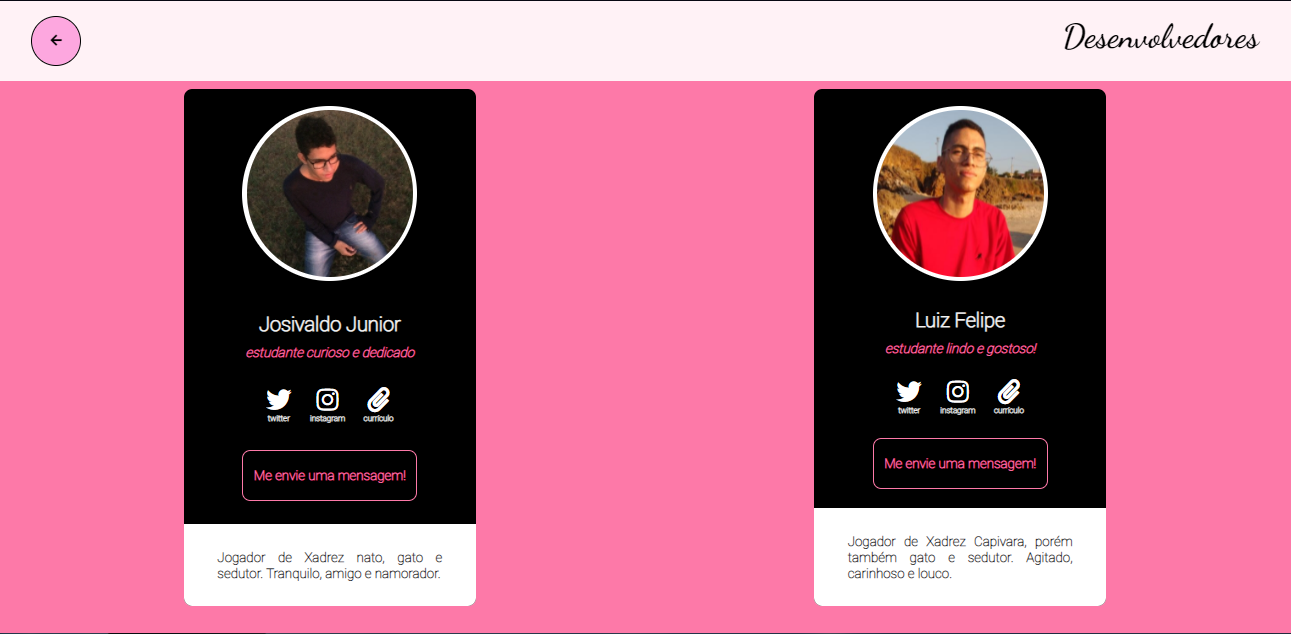 Desenvolvedores
Josivaldo Junior
estudante curioso e dedicado
twitter
instagram
currículo
Me envie uma mensagem!
Jogador de Xadrez nato, gato e
sedutor. Tranquilo, amigo e namorador.
Luiz Felipe
estudante lindo e gostoso!
twitter
instagram
currículo
Me envie uma mensagem!
Jogador de Xadrez Capivara, porém
também gato e sedutor. Agitado,
carinhoso e louco.